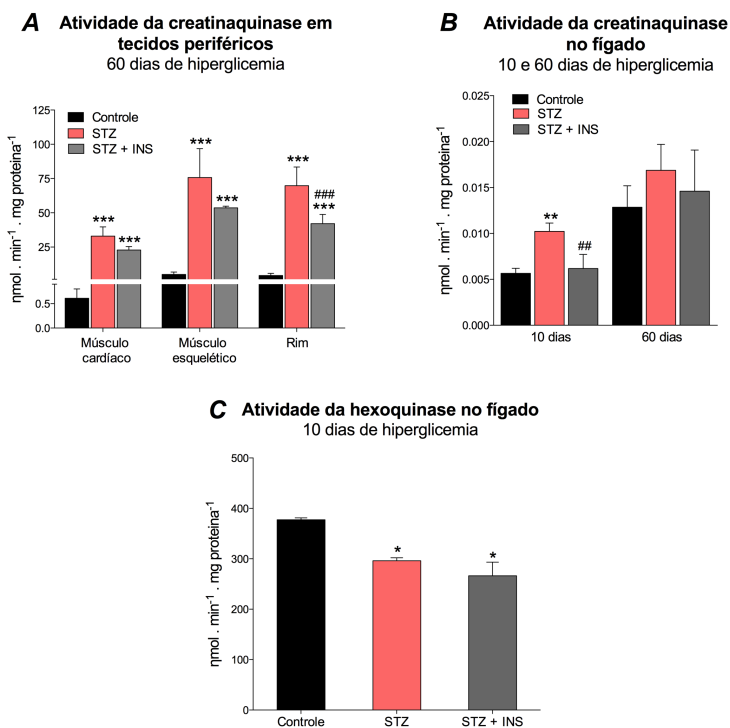 A Atividade da creatinaquinase em
tecidos periféricos
60 dias de hiperglicemia
ηmol . min⁻¹ . mg proteina⁻¹
125
100
75
50
25
0.5
0.0
Controle
STZ
STZ + INS
***
***
***
***
***
###
***
Músculo
cardíaco
Músculo
esquelético
Rim
B Atividade da creatinaquinase
no fígado
10 e 60 dias de hiperglicemia
ηmol . min⁻¹ . mg proteina⁻¹
0.025
0.020
0.015
0.010
0.005
0.000
Controle
STZ
STZ + INS
**
##
10 dias
60 dias
C Atividade da hexoquinase no fígado
10 dias de hiperglicemia
ηmol . min⁻¹ . mg proteina⁻¹
500
400
300
200
100
0
*
*
Controle
STZ
STZ + INS